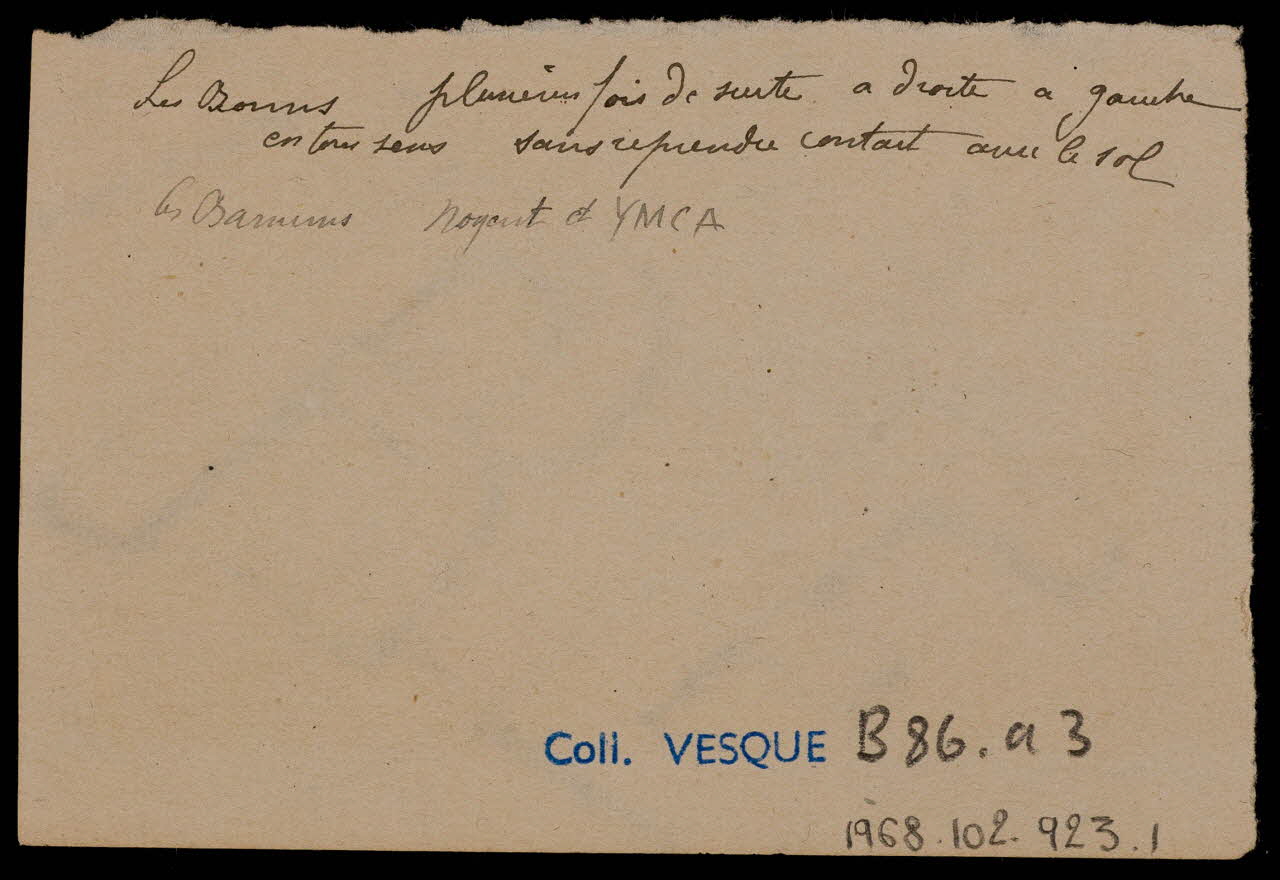 Les Bonus plusieurs fois de suite a droite a gauche
en tous sens sans reprendre contact avec le sol
les Barnums Nogent et YMCA
Coll. VESQUE B86.a3
1968.102.923.1